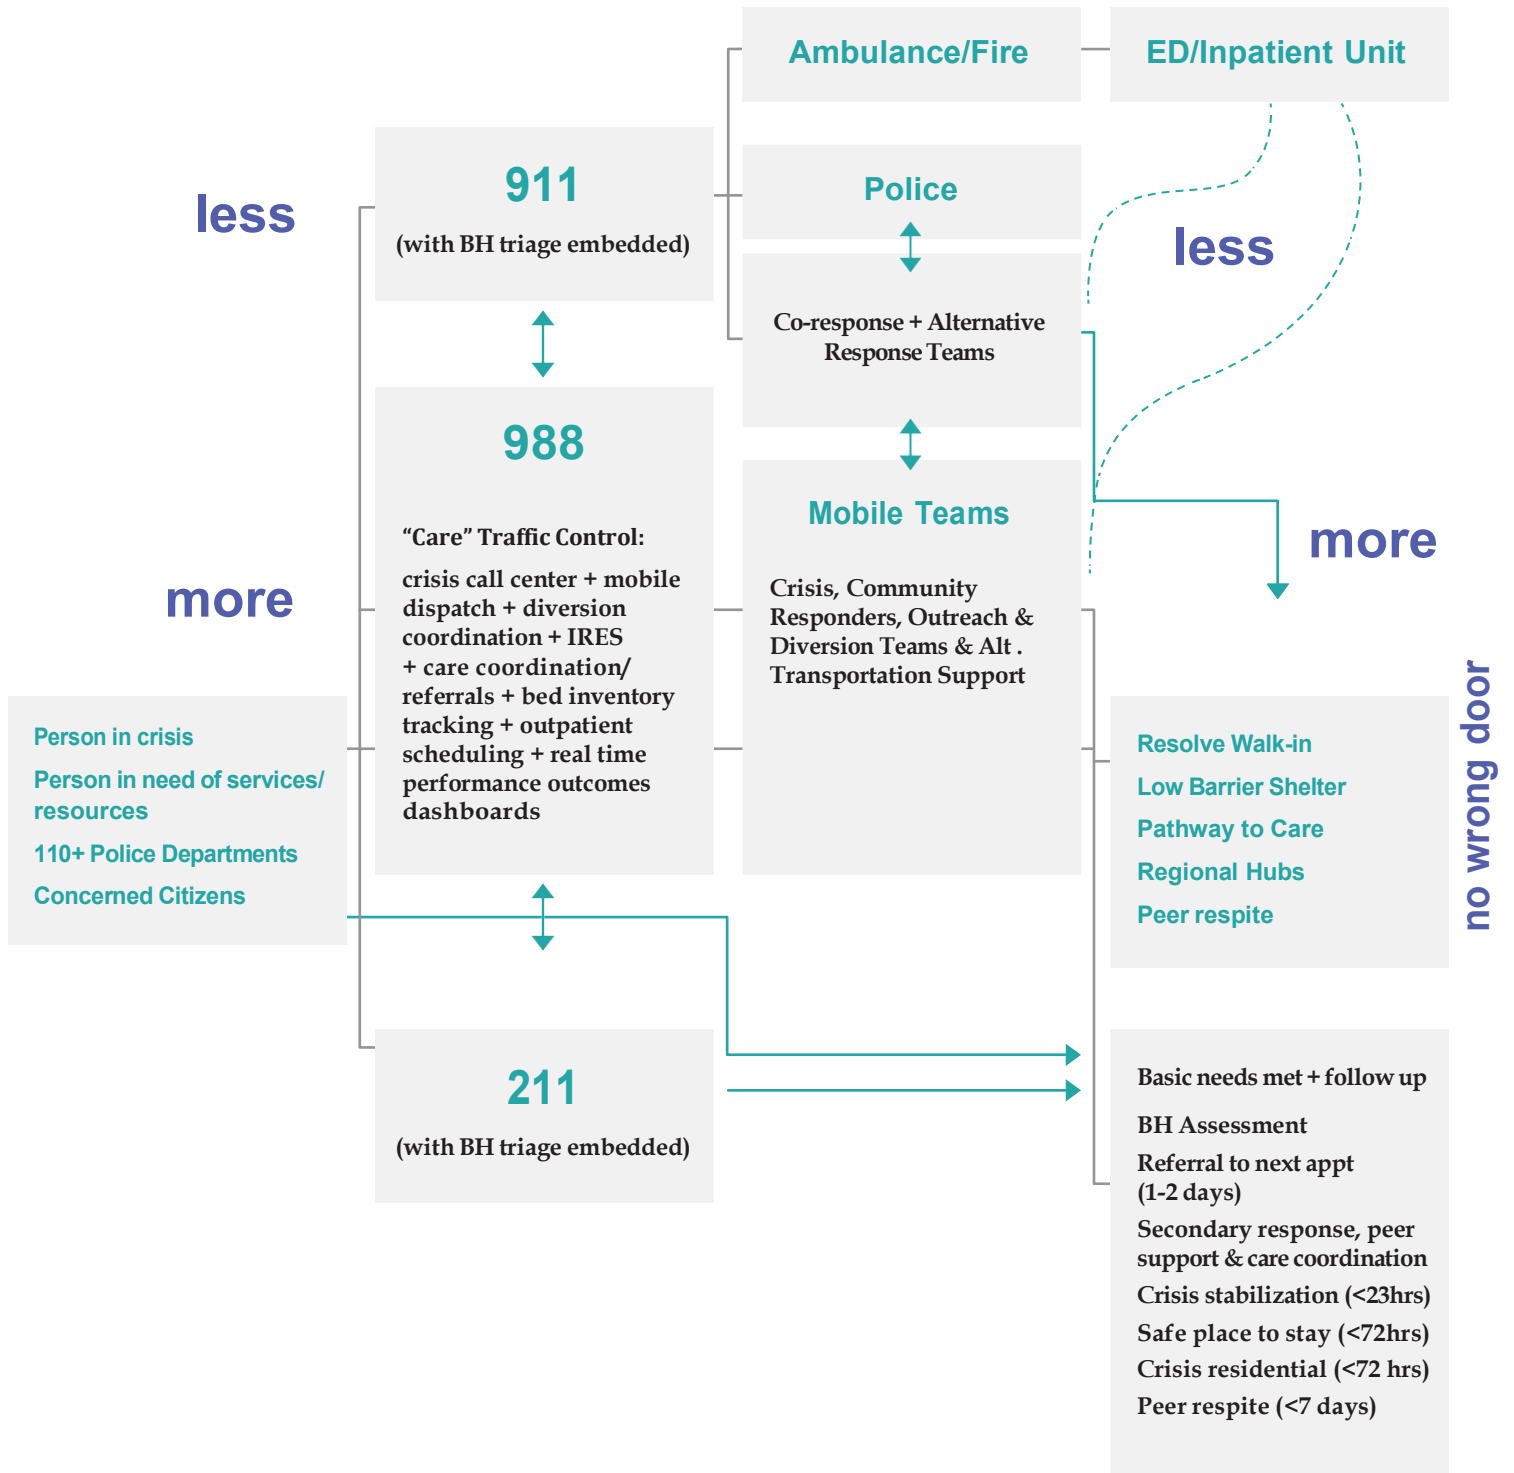 Ambulance/Fire
ED/Inpatient Unit
911
(with BH triage embedded)
less
Police
less
Co-response + Alternative
Response Teams
988
“Care” Traffic Control:
crisis call center + mobile
dispatch + diversion
coordination + IRES
+ care coordination/
referrals + bed inventory
tracking + outpatient
scheduling + real time
performance outcomes
dashboards
more
Mobile Teams
Crisis, Community
Responders, Outreach &
Diversion Teams & Alt .
Transportation Support
more
Person in crisis
Person in need of services/
resources
110+ Police Departments
Concerned Citizens
Resolve Walk-in
Low Barrier Shelter
Pathway to Care
Regional Hubs
Peer respite
no wrong door
211
(with BH triage embedded)
Basic needs met + follow up
BH Assessment
Referral to next appt
(1-2 days)
Secondary response, peer
support & care coordination
Crisis stabilization (<23hrs)
Safe place to stay (<72hrs)
Crisis residential (<72 hrs)
Peer respite (<7 days)